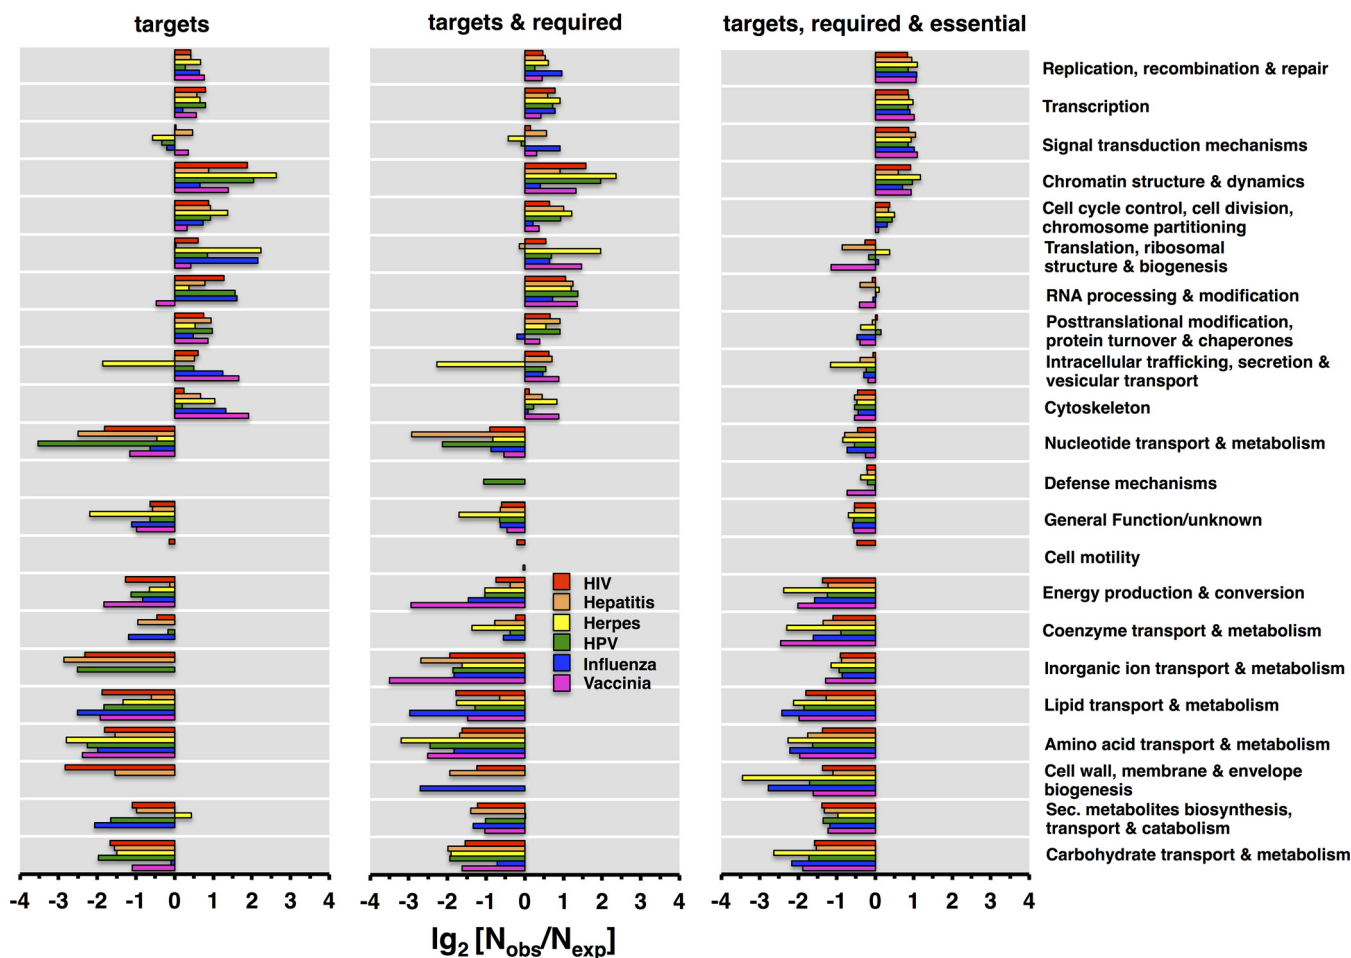 targets
targets & required
targets, required & essential
Replication, recombination & repair
Transcription
Signal transduction mechanisms
Chromatin structure & dynamics
Cell cycle control, cell division,
chromosome partitioning
Translation, ribosomal
structure & biogenesis
RNA processing & modification
Posttranslational modification,
protein turnover & chaperones
Intracellular trafficking, secretion &
vesicular transport
Cytoskeleton
Nucleotide transport & metabolism
Defense mechanisms
General Function/unknown
Cell motility
HIV
Hepatitis
Herpes
HPV
Influenza
Vaccinia
Energy production & conversion
Coenzyme transport & metabolism
Inorganic ion transport & metabolism
Lipid transport & metabolism
Amino acid transport & metabolism
Cell wall, membrane & envelope
biogenesis
Sec. metabolites biosynthesis,
transport & catabolism
Carbohydrate transport & metabolism
-4 -3 -2 -1 0 1 2 3 4
-4 -3 -2 -1 0 1 2 3 4
-4 -3 -2 -1 0 1 2 3 4
lg2 [Nobs/Nexp]